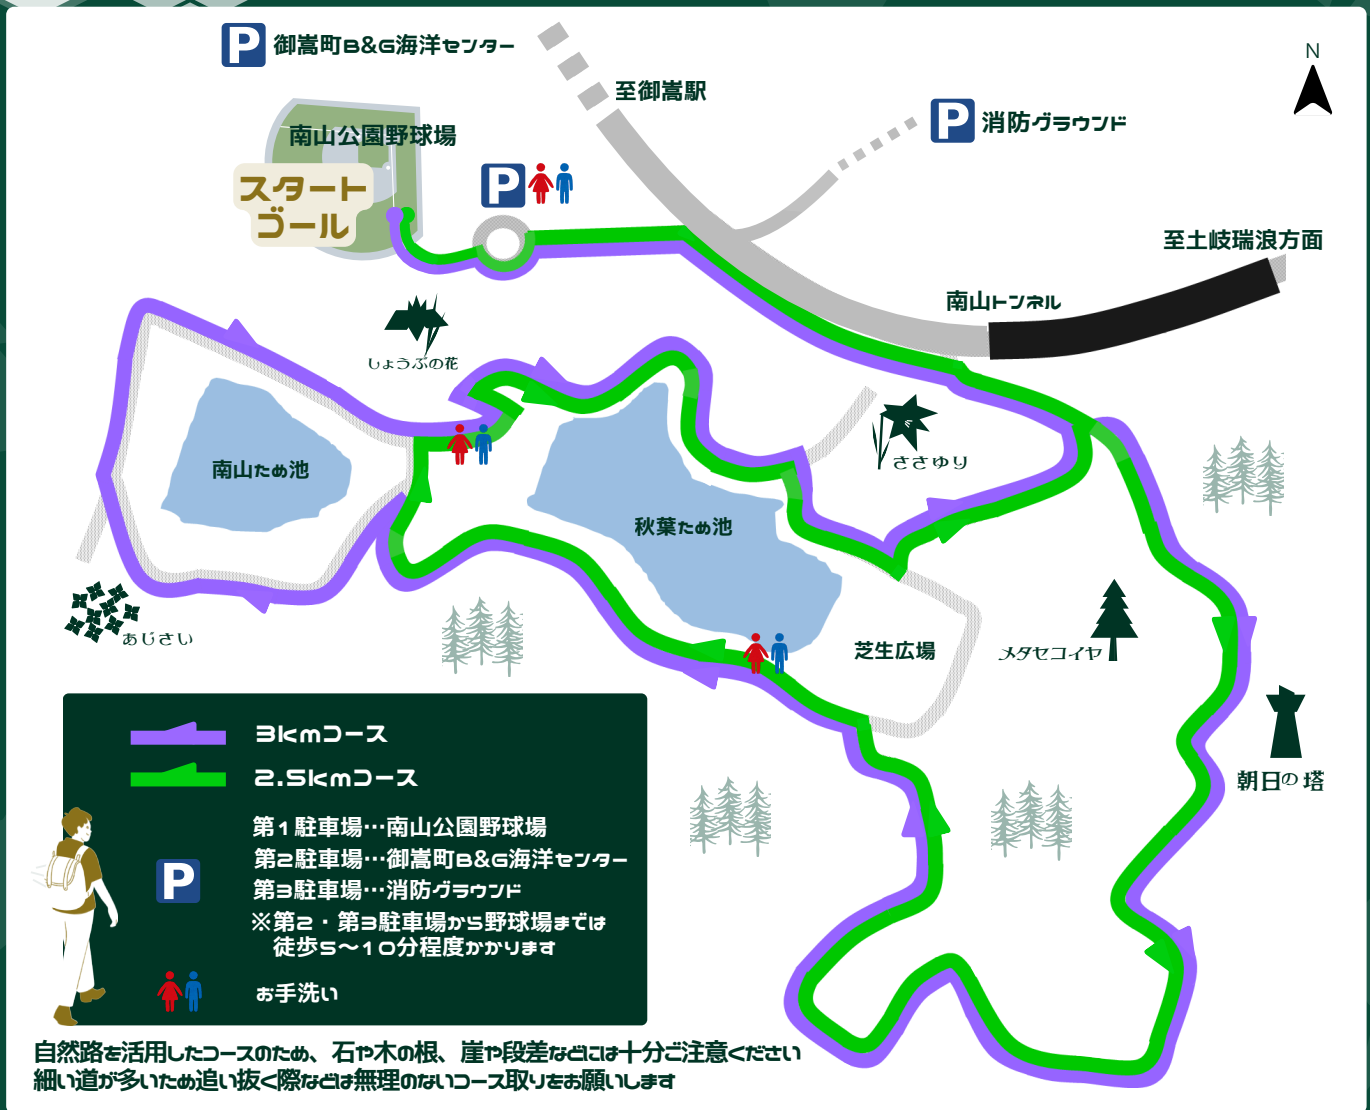 P 御嵩町B&G海洋センター
N
至御嵩駅
P 消防グラウンド
南山公園野球場
スタート
ゴール
P
至土岐瑞浪方面
南山トンネル
しょうぶの花
ささゆり
南山ため池
秋葉ため池
あじさい
芝生広場
メタセコイヤ
朝日の塔
3kmコース
2.5kmコース
第1駐車場…南山公園野球場
第2駐車場…御嵩町B&G海洋センター
P
第3駐車場…消防グラウンド
※第2・第3駐車場から野球場までは
徒歩5〜10分程度かかります
お手洗い
自然路を活用したコースのため、石や木の根、崖や段差などには十分ご注意ください
細い道が多いため追い抜く際などは無理のないコース取りをお願いします